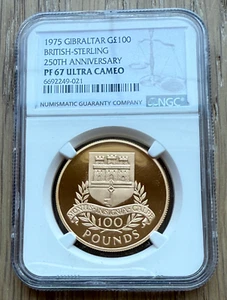 1975 GIBRALTAR G£100
BRITISH-STERLING
250TH ANNIVERSARY
PF 67 ULTRA CAMEO
6692249-021
NUMISMATIC GUARANTY COMPANY
NGC
100
POUNDS